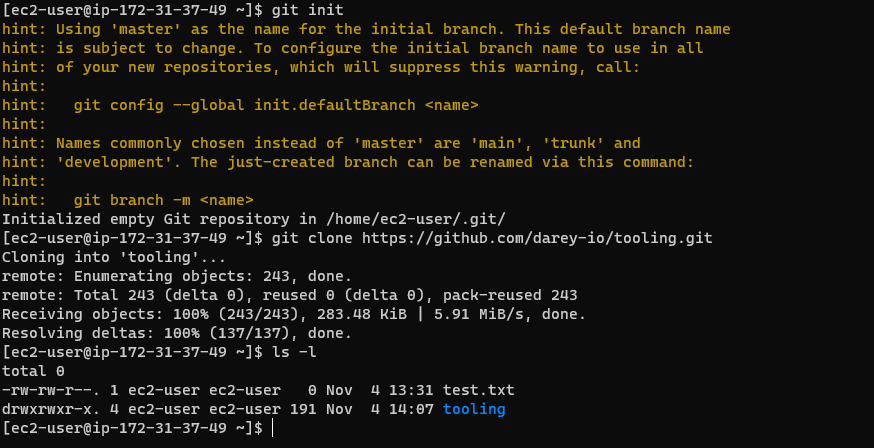 [ec2-user@ip-172-31-37-49 ~]$ git init
hint: Using 'master' as the name for the initial branch. This default branch name
hint: is subject to change. To configure the initial branch name to use in all
hint: of your new repositories, which will suppress this warning, call:
hint:
hint:   git config --global init.defaultBranch <name>
hint:
hint: Names commonly chosen instead of 'master' are 'main', 'trunk' and
hint: 'development'. The just-created branch can be renamed via this command:
hint:
hint:   git branch -m <name>
Initialized empty Git repository in /home/ec2-user/.git/
[ec2-user@ip-172-31-37-49 ~]$ git clone https://github.com/darey-io/tooling.git
Cloning into 'tooling'...
remote: Enumerating objects: 243, done.
remote: Total 243 (delta 0), reused 0 (delta 0), pack-reused 243
Receiving objects: 100% (243/243), 283.48 KiB | 5.91 MiB/s, done.
Resolving deltas: 100% (137/137), done.
[ec2-user@ip-172-31-37-49 ~]$ ls -l
total 0
-rw-rw-r--. 1 ec2-user ec2-user   0 Nov  4 13:31 test.txt
drwxrwxr-x. 4 ec2-user ec2-user 191 Nov  4 14:07 tooling
[ec2-user@ip-172-31-37-49 ~]$